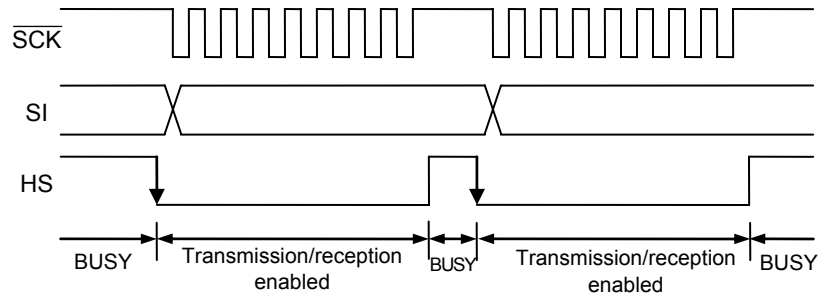 SCK
SI
HS
BUSY
Transmission/reception
enabled
BUSY
Transmission/reception
enabled
BUSY